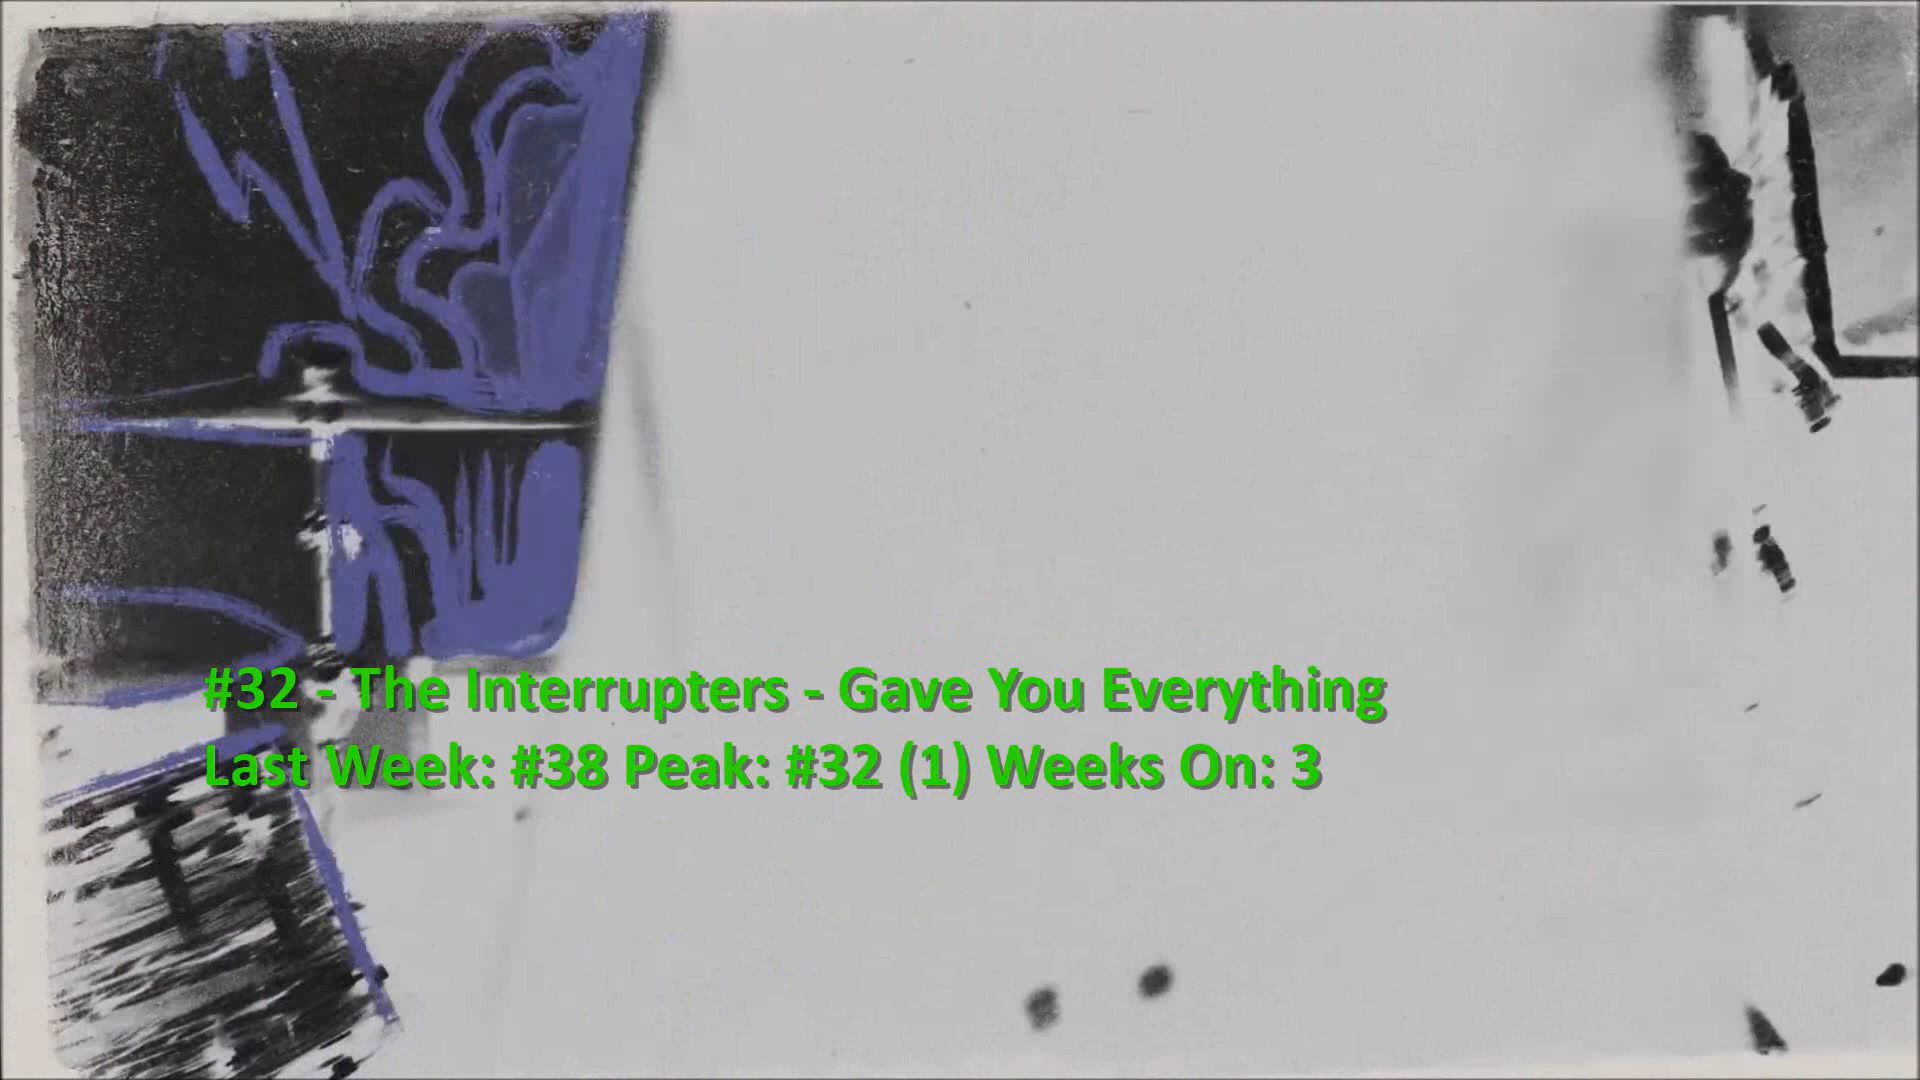 #32 - The Interrupters - Gave You Everything
Last Week: #38 Peak: #32 (1) Weeks On: 3